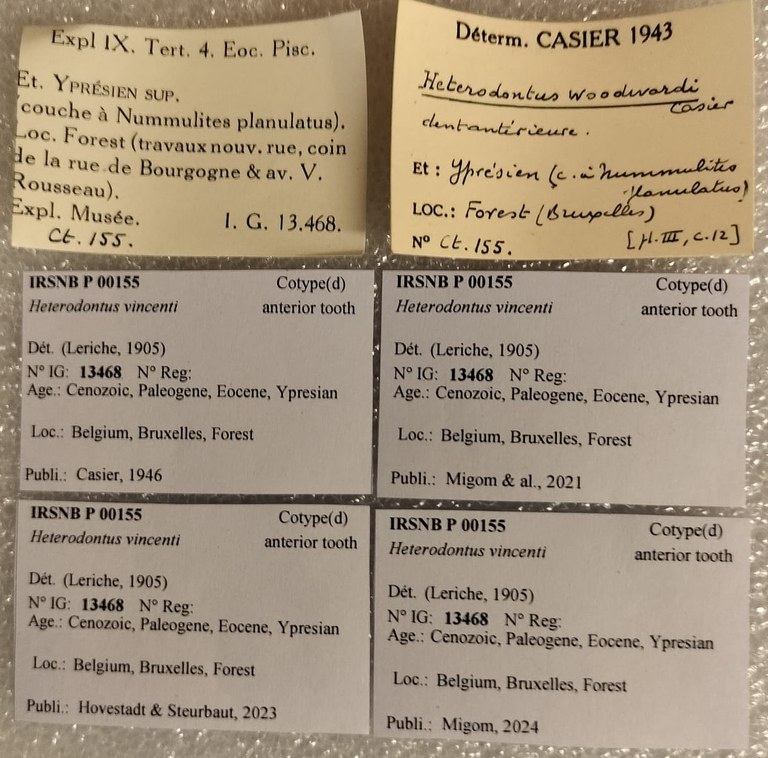 Expl IX. Tert. 4. Eoc. Pisc.
Et. YPRÉSIEN SUP.
couche à Nummulites planulatus).
Loc. Forest (travaux nouv. rue, coin
de la rue de Bourgogne & av. V.
Rousseau).
Expl. Musée. I. G. 13.468.
Ct. 155.
Déterm. CASIER 1943
Heterodontus woodwardi
Casier
dent antérieure.
Et : Yprésien (c. à Nummulites
planulatus)
LOC.: Forest (Bruxelles)
N° Ct. 155. [pl. III, c. 12]
IRSNB P 00155 Cotype(d)
Heterodontus vincenti anterior tooth
Dét. (Leriche, 1905)
N° IG: 13468 N° Reg:
Age.: Cenozoic, Paleogene, Eocene, Ypresian
Loc.: Belgium, Bruxelles, Forest
Publi.: Casier, 1946
IRSNB P 00155 Cotype(d)
Heterodontus vincenti anterior tooth
Dét. (Leriche, 1905)
N° IG: 13468 N° Reg:
Age.: Cenozoic, Paleogene, Eocene, Ypresian
Loc.: Belgium, Bruxelles, Forest
Publi.: Migom & al., 2021
IRSNB P 00155 Cotype(d)
Heterodontus vincenti anterior tooth
Dét. (Leriche, 1905)
N° IG: 13468 N° Reg:
Age.: Cenozoic, Paleogene, Eocene, Ypresian
Loc.: Belgium, Bruxelles, Forest
Publi.: Hovestadt & Steurbaut, 2023
IRSNB P 00155 Cotype(d)
Heterodontus vincenti anterior tooth
Dét. (Leriche, 1905)
N° IG: 13468 N° Reg:
Age.: Cenozoic, Paleogene, Eocene, Ypresian
Loc.: Belgium, Bruxelles, Forest
Publi.: Migom, 2024